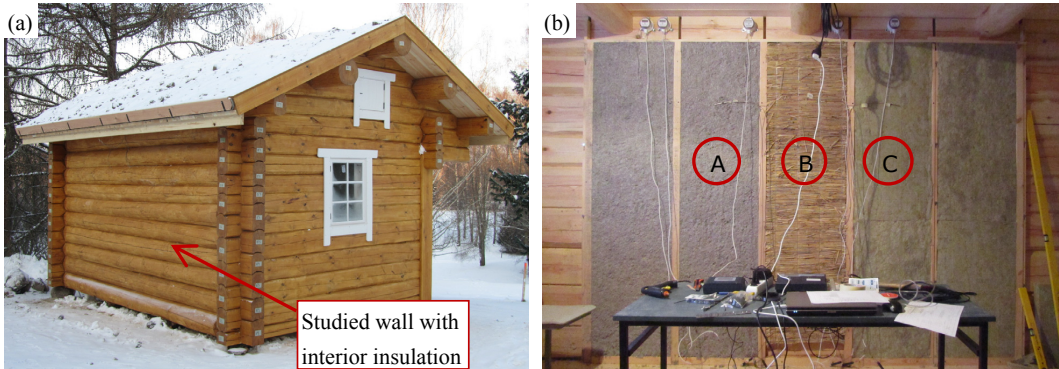 (a)
Studied wall with
interior insulation
(b)
A
B
C